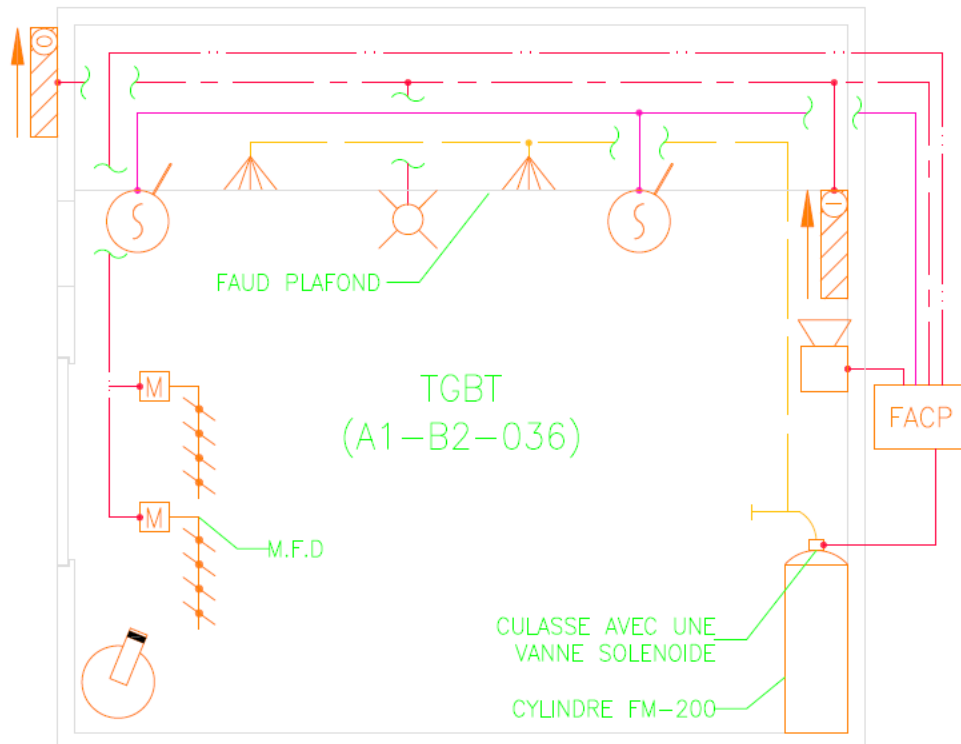 FAUD PLAFOND
TGBT
(A1-B2-036)
FACP
M
M
M.F.D
CULASSE AVEC UNE
VANNE SOLENOIDE
CYLINDRE FM-200